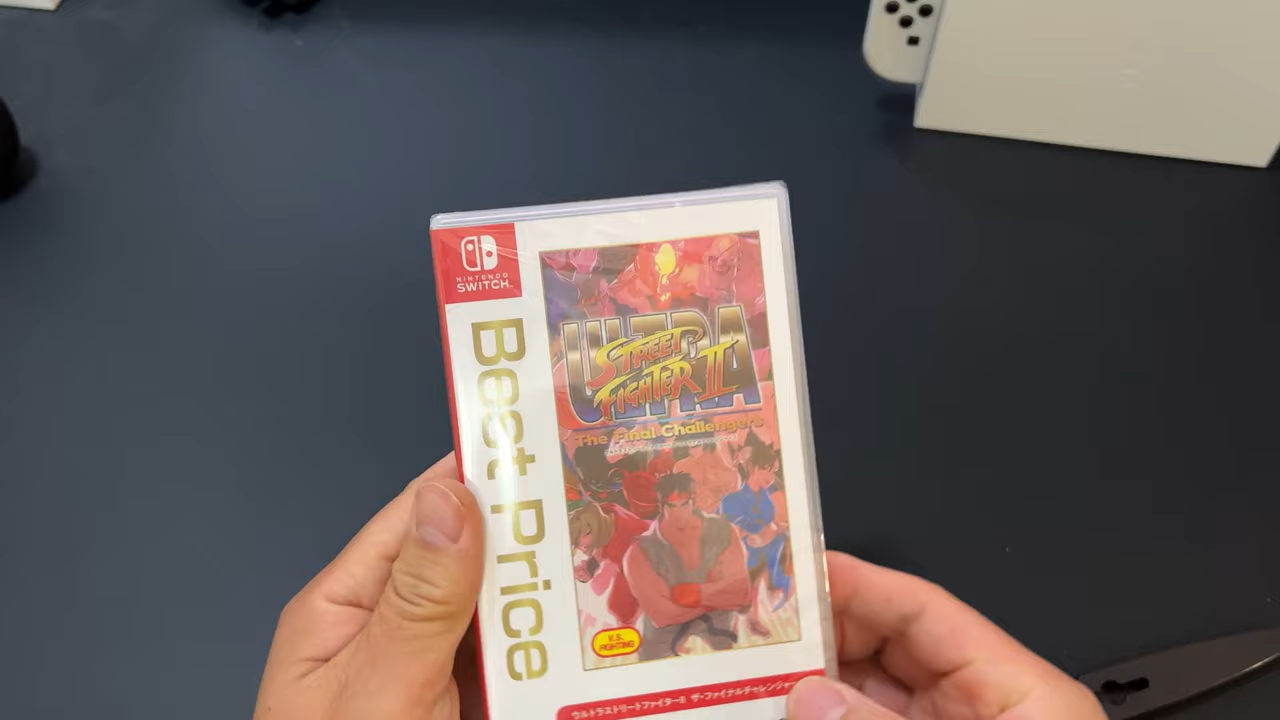 NINTENDO
SWITCH
Best Price
ULTRA
STREET
FIGHTER II
The Final Challengers
V.S.
FIGHTING
ウルトラストリートファイターII ザ・ファイナルチャレンジャーズ